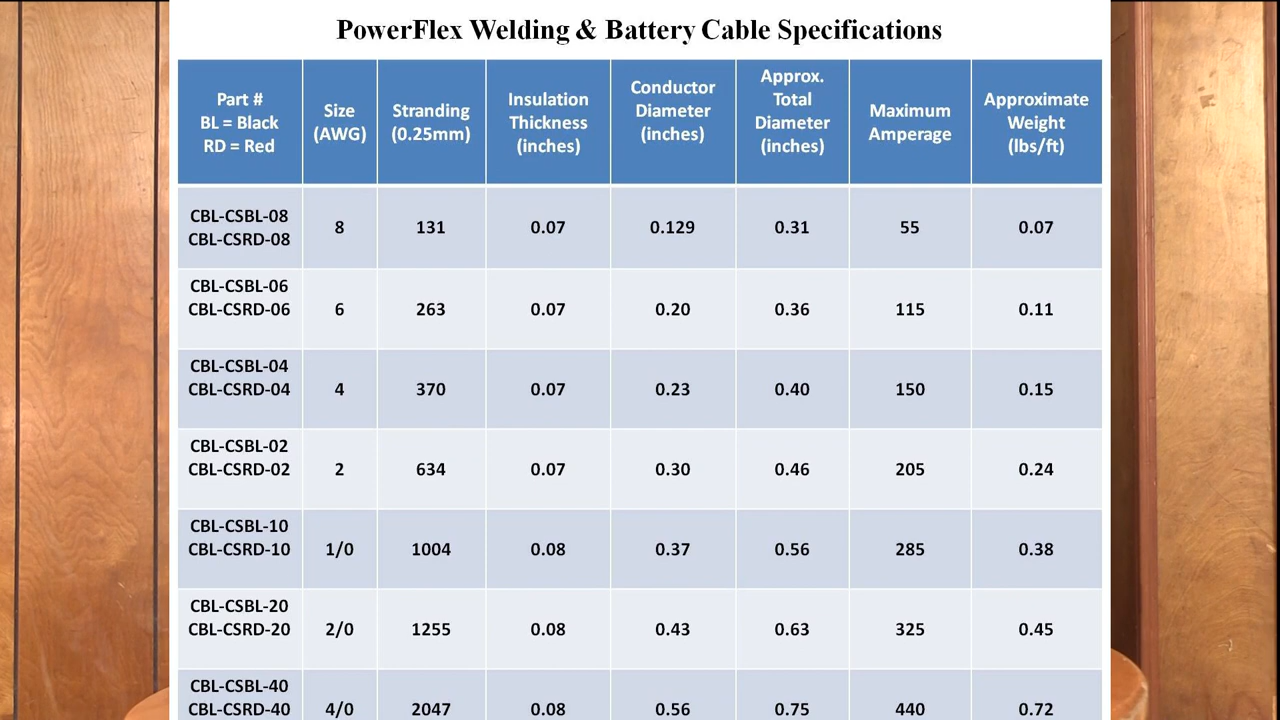 PowerFlex Welding & Battery Cable Specifications
Part #
BL = Black
RD = Red
Size
(AWG)
Stranding
(0.25mm)
Insulation
Thickness
(inches)
Conductor
Diameter
(inches)
Approx.
Total
Diameter
(inches)
Maximum
Amperage
Approximate
Weight
(lbs/ft)
CBL-CSBL-08
CBL-CSRD-08
8
131
0.07
0.129
0.31
55
0.07
CBL-CSBL-06
CBL-CSRD-06
6
263
0.07
0.20
0.36
115
0.11
CBL-CSBL-04
CBL-CSRD-04
4
370
0.07
0.23
0.40
150
0.15
CBL-CSBL-02
CBL-CSRD-02
2
634
0.07
0.30
0.46
205
0.24
CBL-CSBL-10
CBL-CSRD-10
1/0
1004
0.08
0.37
0.56
285
0.38
CBL-CSBL-20
CBL-CSRD-20
2/0
1255
0.08
0.43
0.63
325
0.45
CBL-CSBL-40
CBL-CSRD-40
4/0
2047
0.08
0.56
0.75
440
0.72